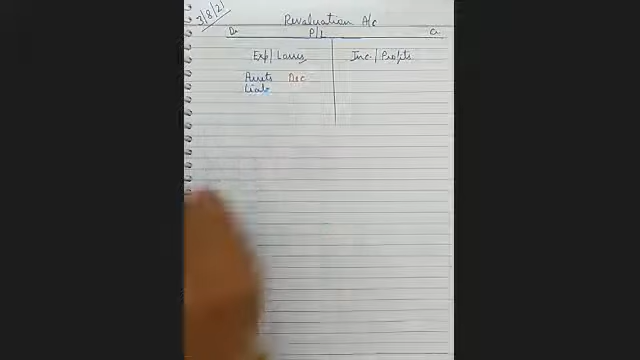 3/8/21
Revaluation A/c
Dr P/L Cr
Exp/Losses Inc./Profits
Assets Dec
Liab